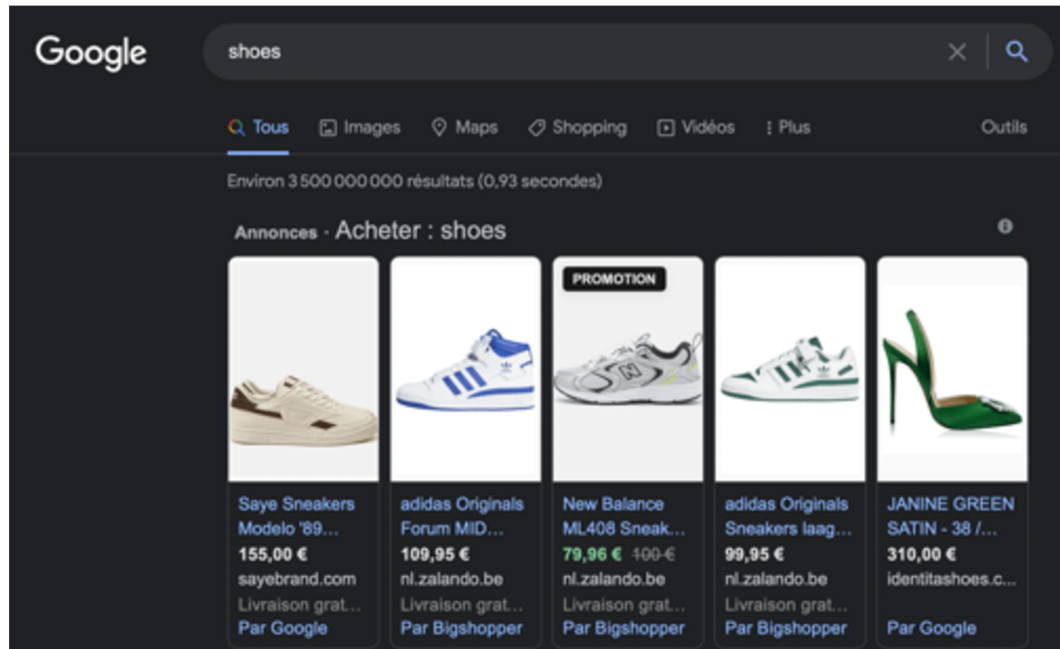 Google
shoes
Tous Images Maps Shopping Vidéos Plus Outils
Environ 3 500 000 000 résultats (0,93 secondes)
Annonces · Acheter : shoes
PROMOTION
Saye Sneakers
Modelo '89...
155,00 €
sayebrand.com
Livraison grat...
Par Google
adidas Originals
Forum MID...
109,95 €
nl.zalando.be
Livraison grat...
Par Bigshopper
New Balance
ML408 Sneak...
79,96 € 100 €
nl.zalando.be
Livraison grat...
Par Bigshopper
adidas Originals
Sneakers laag...
99,95 €
nl.zalando.be
Livraison grat...
Par Bigshopper
JANINE GREEN
SATIN - 38 /...
310,00 €
identitashoes.c...
Par Google